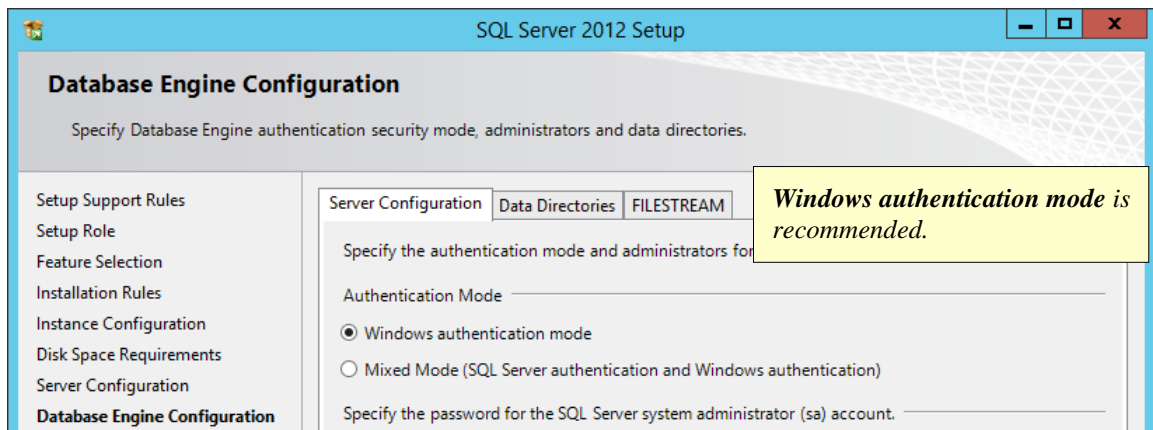 SQL Server 2012 Setup
Database Engine Configuration
Specify Database Engine authentication security mode, administrators and data directories.
Setup Support Rules
Setup Role
Feature Selection
Installation Rules
Instance Configuration
Disk Space Requirements
Server Configuration
Database Engine Configuration
Server Configuration Data Directories FILESTREAM
Windows authentication mode is
recommended.
Specify the authentication mode and administrators for
Authentication Mode
Windows authentication mode
Mixed Mode (SQL Server authentication and Windows authentication)
Specify the password for the SQL Server system administrator (sa) account.